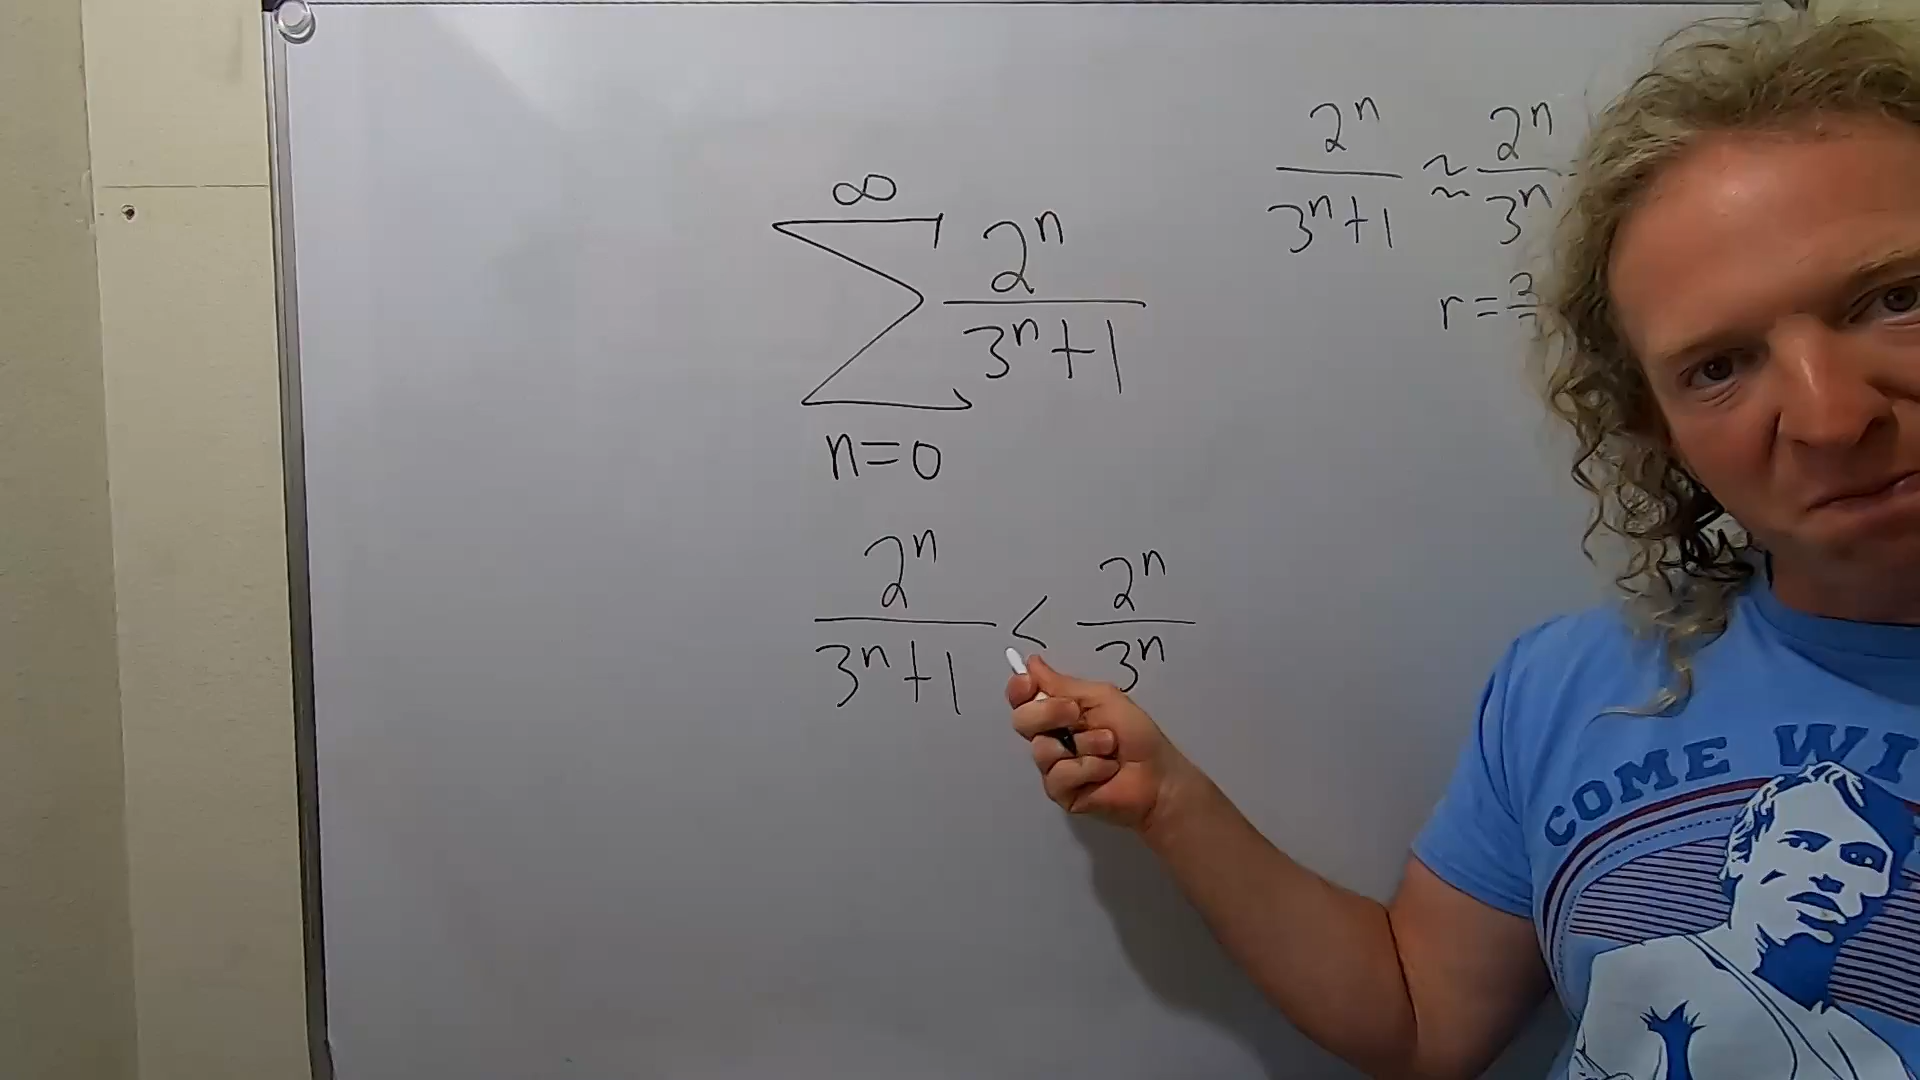 ∞
∑ 2ⁿ/(3ⁿ+1)
n=0
2ⁿ/(3ⁿ+1) < 2ⁿ/3ⁿ
2ⁿ/(3ⁿ+1) ≈ 2ⁿ/3ⁿ
r = 2
COME WI